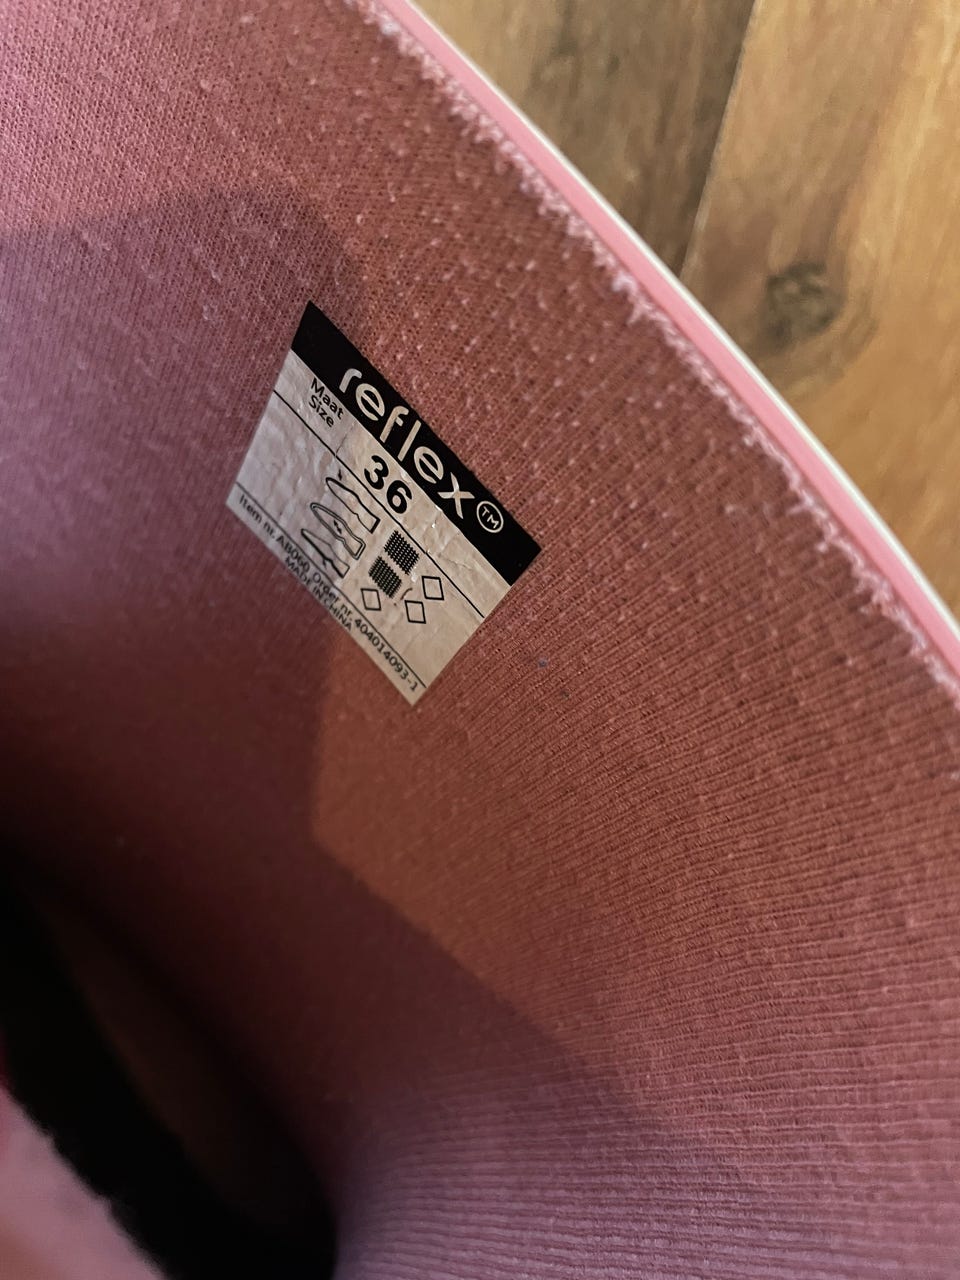 reflex™
Maat
Size
36
Item nr. AB060 Order nr. 404014093-1
MADE IN CHINA